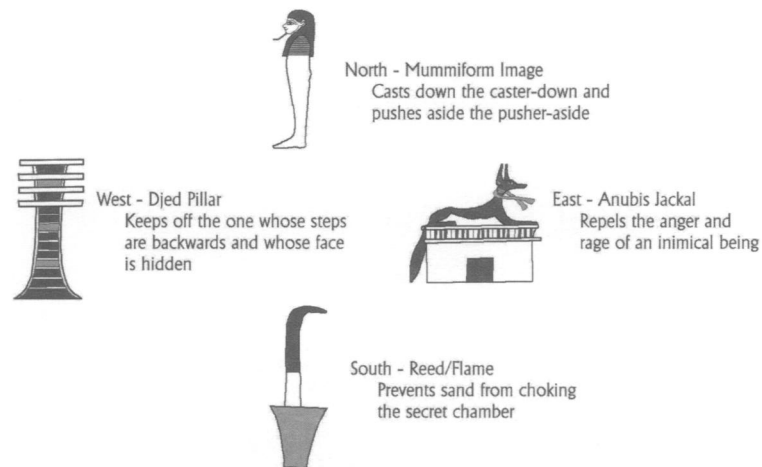 North - Mummiform Image
Casts down the caster-down and
pushes aside the pusher-aside
West - Djed Pillar
Keeps off the one whose steps
are backwards and whose face
is hidden
East - Anubis Jackal
Repels the anger and
rage of an inimical being
South - Reed/Flame
Prevents sand from choking
the secret chamber